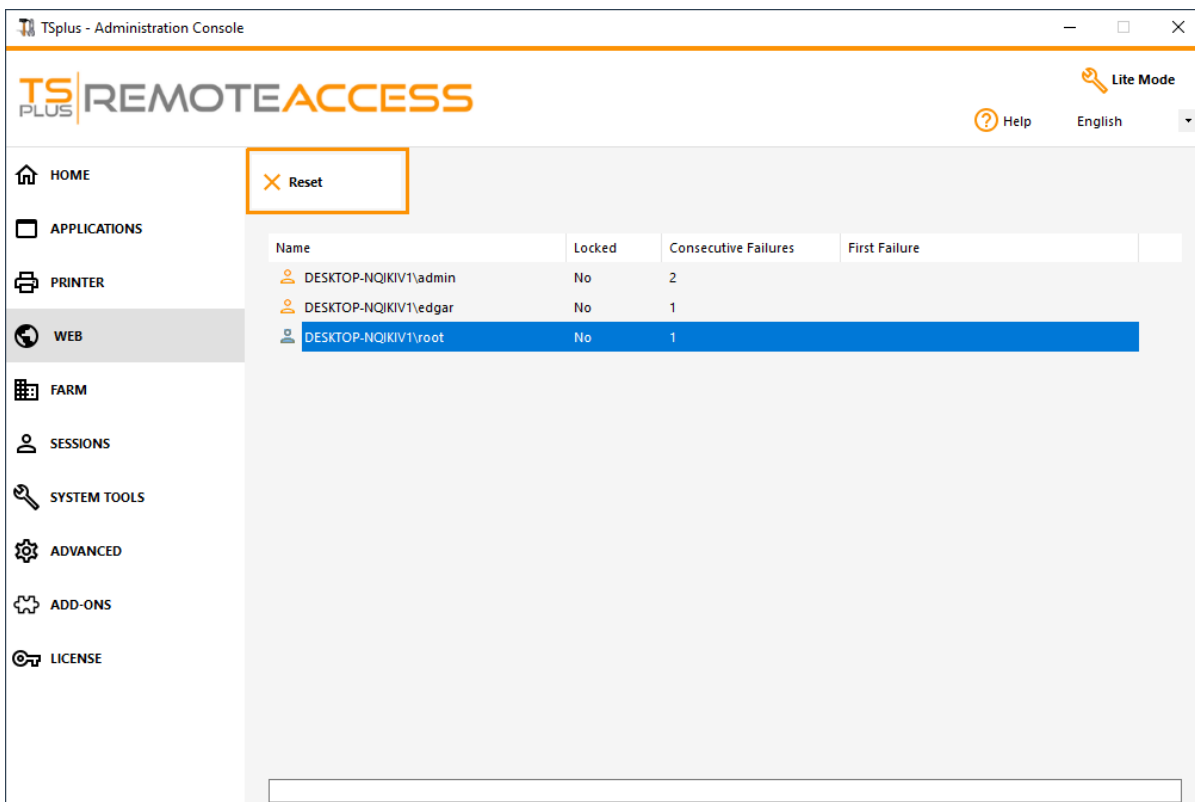 TSplus - Administration Console
TS PLUS REMOTEACCESS
Lite Mode
Help
English
HOME
APPLICATIONS
PRINTER
WEB
FARM
SESSIONS
SYSTEM TOOLS
ADVANCED
ADD-ONS
LICENSE
Reset
Name Locked Consecutive Failures First Failure
DESKTOP-NQIKIV1\admin No 2
DESKTOP-NQIKIV1\edgar No 1
DESKTOP-NQIKIV1\root No 1